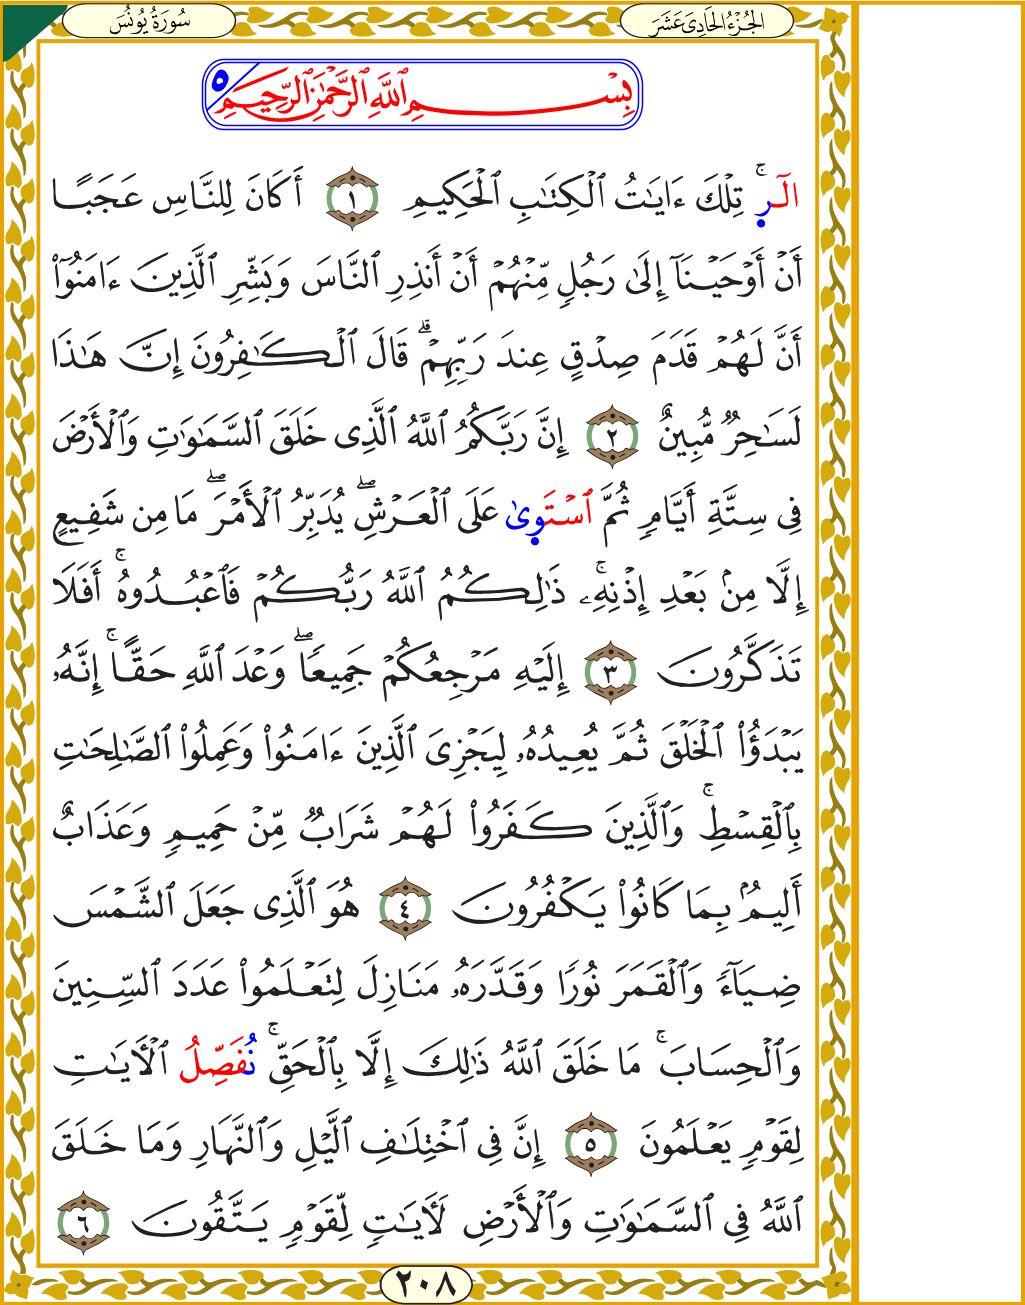 الجُزْءُ الحَادِىَ عَشَرَ
سُورَةُ يُونُسَ
بِسْمِ ٱللَّهِ ٱلرَّحْمَٰنِ ٱلرَّحِيمِ ٥
الٓرۚ تِلْكَ ءَايَٰتُ ٱلْكِتَٰبِ ٱلْحَكِيمِ ١ أَكَانَ لِلنَّاسِ عَجَبًا
أَنْ أَوْحَيْنَآ إِلَىٰ رَجُلٍۢ مِّنْهُمْ أَنْ أَنذِرِ ٱلنَّاسَ وَبَشِّرِ ٱلَّذِينَ ءَامَنُوٓا۟
أَنَّ لَهُمْ قَدَمَ صِدْقٍ عِندَ رَبِّهِمْۗ قَالَ ٱلْكَٰفِرُونَ إِنَّ هَٰذَا
لَسَٰحِرٌۭ مُّبِينٌ ٢ إِنَّ رَبَّكُمُ ٱللَّهُ ٱلَّذِى خَلَقَ ٱلسَّمَٰوَٰتِ وَٱلْأَرْضَ
فِى سِتَّةِ أَيَّامٍۢ ثُمَّ ٱسْتَوَىٰ عَلَى ٱلْعَرْشِۖ يُدَبِّرُ ٱلْأَمْرَۖ مَا مِن شَفِيعٍ
إِلَّا مِنۢ بَعْدِ إِذْنِهِۦۚ ذَٰلِكُمُ ٱللَّهُ رَبُّكُمْ فَٱعْبُدُوهُۚ أَفَلَا
تَذَكَّرُونَ ٣ إِلَيْهِ مَرْجِعُكُمْ جَمِيعًاۖ وَعْدَ ٱللَّهِ حَقًّاۚ إِنَّهُۥ
يَبْدَؤُا۟ ٱلْخَلْقَ ثُمَّ يُعِيدُهُۥ لِيَجْزِىَ ٱلَّذِينَ ءَامَنُوا۟ وَعَمِلُوا۟ ٱلصَّٰلِحَٰتِ
بِٱلْقِسْطِۚ وَٱلَّذِينَ كَفَرُوا۟ لَهُمْ شَرَابٌۭ مِّنْ حَمِيمٍۢ وَعَذَابٌ
أَلِيمٌۢ بِمَا كَانُوا۟ يَكْفُرُونَ ٤ هُوَ ٱلَّذِى جَعَلَ ٱلشَّمْسَ
ضِيَآءًۭ وَٱلْقَمَرَ نُورًۭا وَقَدَّرَهُۥ مَنَازِلَ لِتَعْلَمُوا۟ عَدَدَ ٱلسِّنِينَ
وَٱلْحِسَابَۚ مَا خَلَقَ ٱللَّهُ ذَٰلِكَ إِلَّا بِٱلْحَقِّۚ نُفَصِّلُ ٱلْأَيَٰتِ
لِقَوْمٍۢ يَعْلَمُونَ ٥ إِنَّ فِى ٱخْتِلَٰفِ ٱلَّيْلِ وَٱلنَّهَارِ وَمَا خَلَقَ
ٱللَّهُ فِى ٱلسَّمَٰوَٰتِ وَٱلْأَرْضِ لَأَيَٰتٍۢ لِّقَوْمٍۢ يَتَّقُونَ ٦
٢٠٨